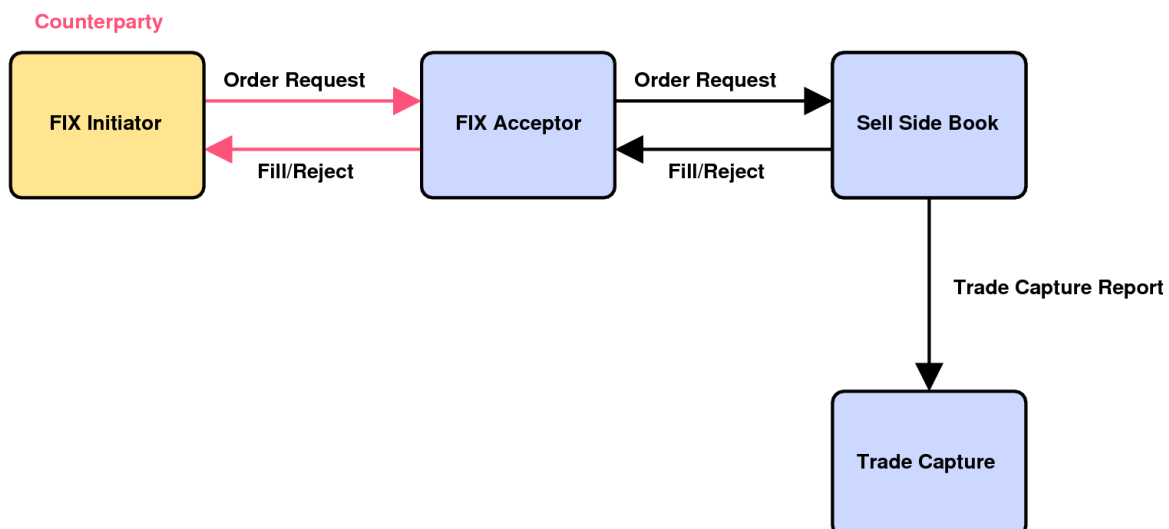 Counterparty
Order Request
Order Request
FIX Initiator
FIX Acceptor
Sell Side Book
Fill/Reject
Fill/Reject
Trade Capture Report
Trade Capture